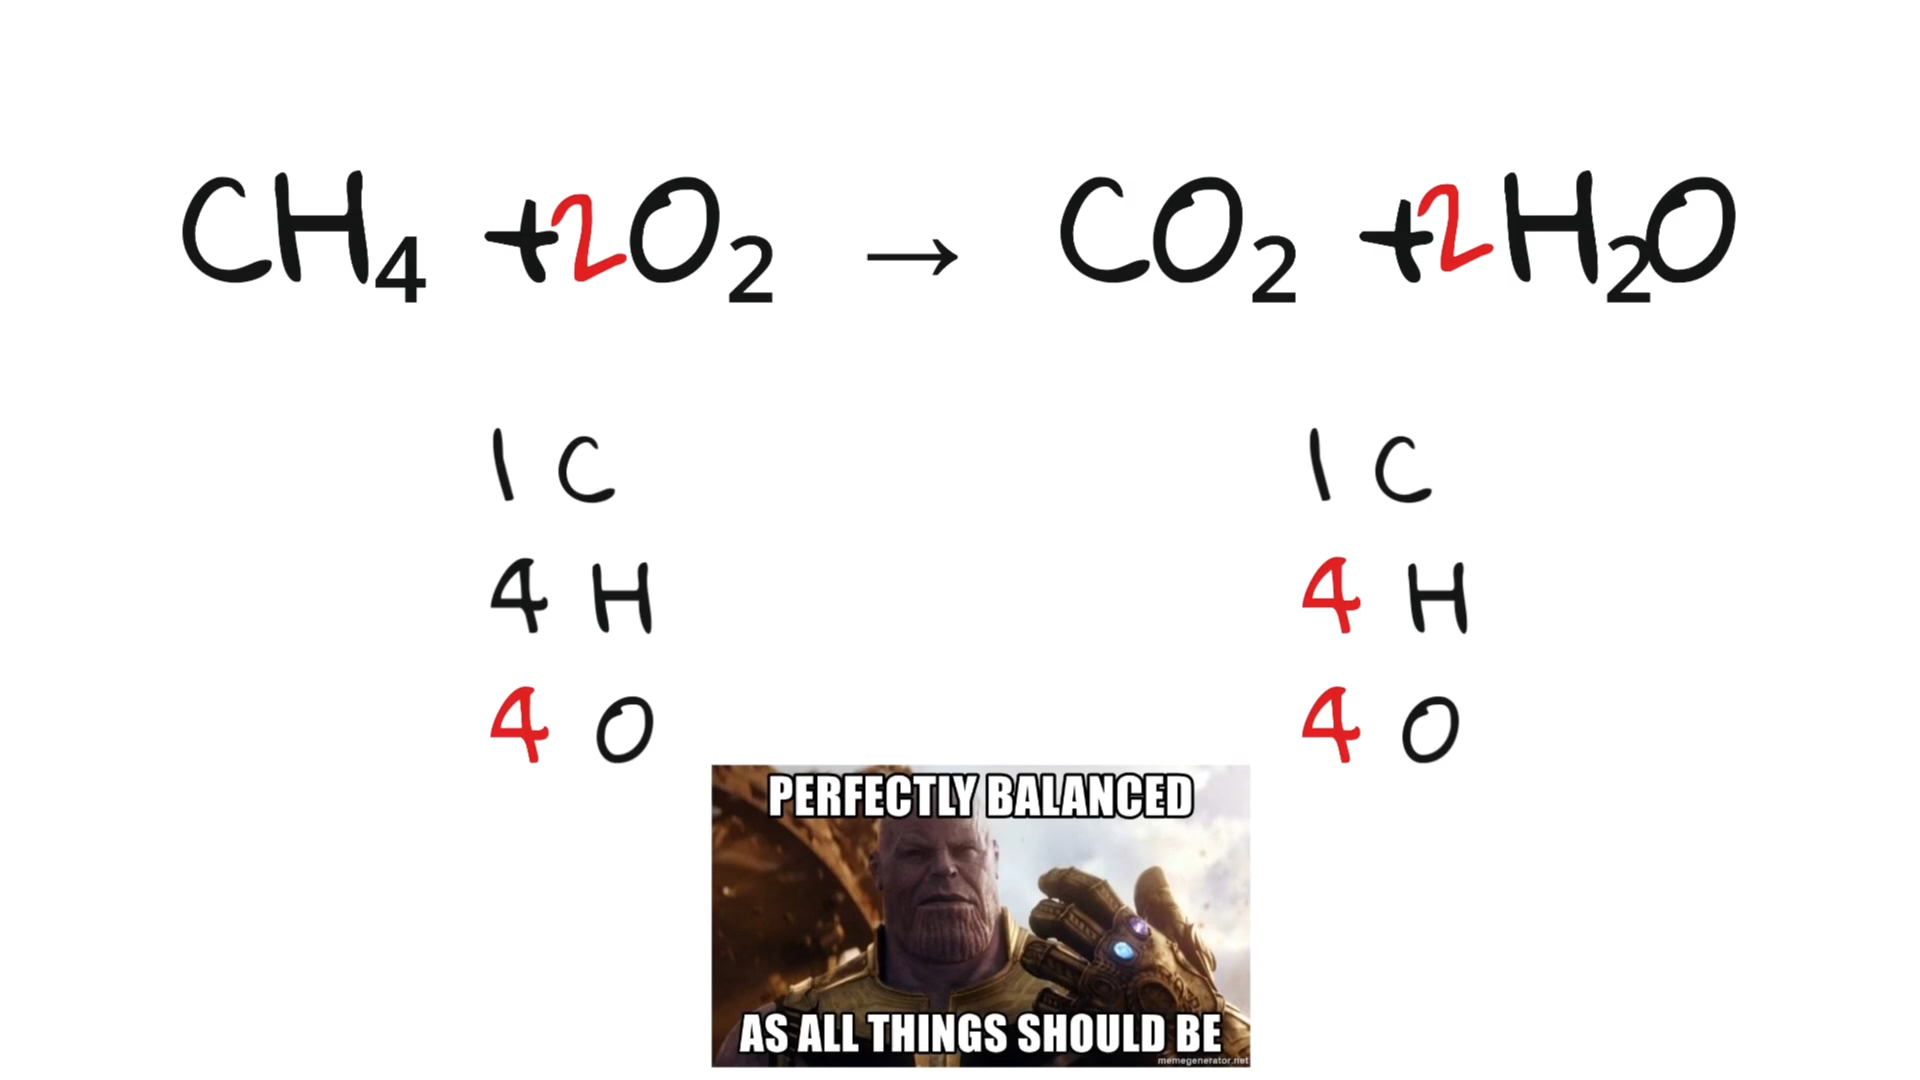 CH₄ +2O₂ → CO₂ +2H₂O
1 C 1 C
4 H 4 H
4 O 4 O
PERFECTLY BALANCED
AS ALL THINGS SHOULD BE
memegenerator.net